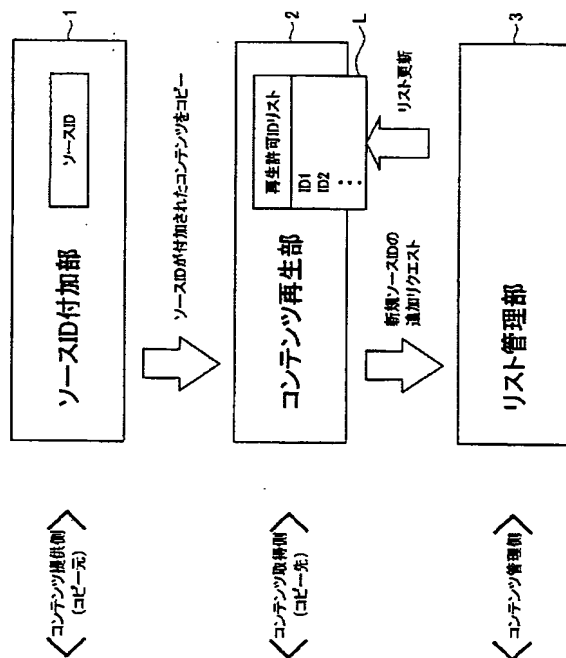 〈コンテンツ提供側
(コピー元)〉
ソースID付加部
ソースID
1
ソースIDが付加されたコンテンツをコピー
〈コンテンツ取得側
(コピー先)〉
コンテンツ再生部
再生許可IDリスト
ID1
ID2
⋮
2
L
新規ソースIDの
追加リクエスト
リスト更新
〈コンテンツ管理側〉
リスト管理部
3